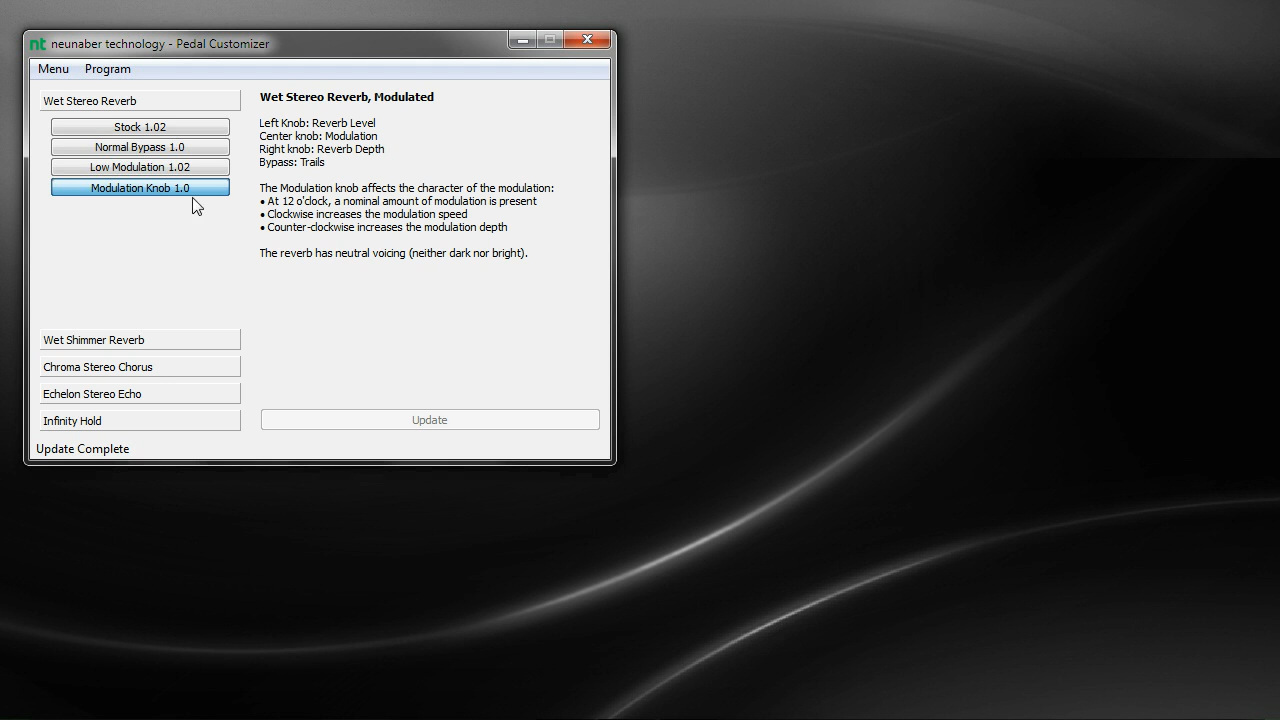 nt neunaber technology - Pedal Customizer
Menu Program
Wet Stereo Reverb
Stock 1.02
Normal Bypass 1.0
Low Modulation 1.02
Modulation Knob 1.0
Wet Shimmer Reverb
Chroma Stereo Chorus
Echelon Stereo Echo
Infinity Hold
Wet Stereo Reverb, Modulated
Left Knob: Reverb Level
Center knob: Modulation
Right knob: Reverb Depth
Bypass: Trails
The Modulation knob affects the character of the modulation:
• At 12 o'clock, a nominal amount of modulation is present
• Clockwise increases the modulation speed
• Counter-clockwise increases the modulation depth
The reverb has neutral voicing (neither dark nor bright).
Update
Update Complete